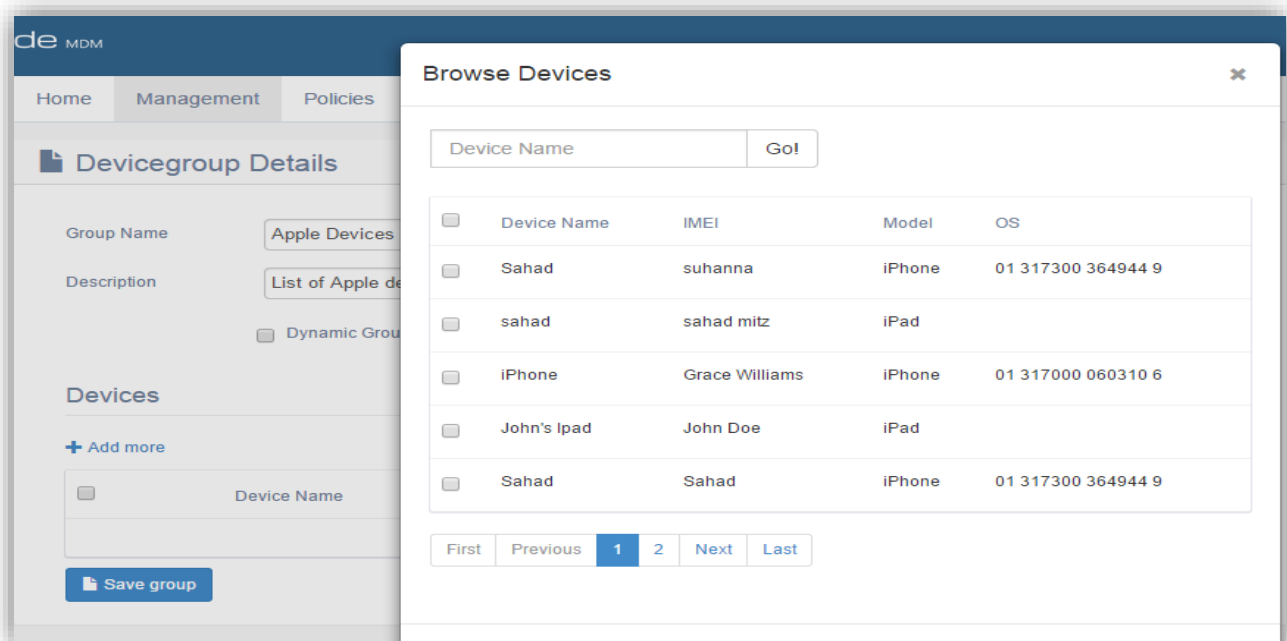 de MDM
Home Management Policies
Devicegroup Details
Group Name Apple Devices
Description List of Apple de
Dynamic Grou
Devices
Add more
Device Name
Save group
Browse Devices
Device Name Go!
Device Name IMEI Model OS
Sahad suhanna iPhone 01 317300 364944 9
sahad sahad mitz iPad
iPhone Grace Williams iPhone 01 317000 060310 6
John's Ipad John Doe iPad
Sahad Sahad iPhone 01 317300 364944 9
First Previous 1 2 Next Last